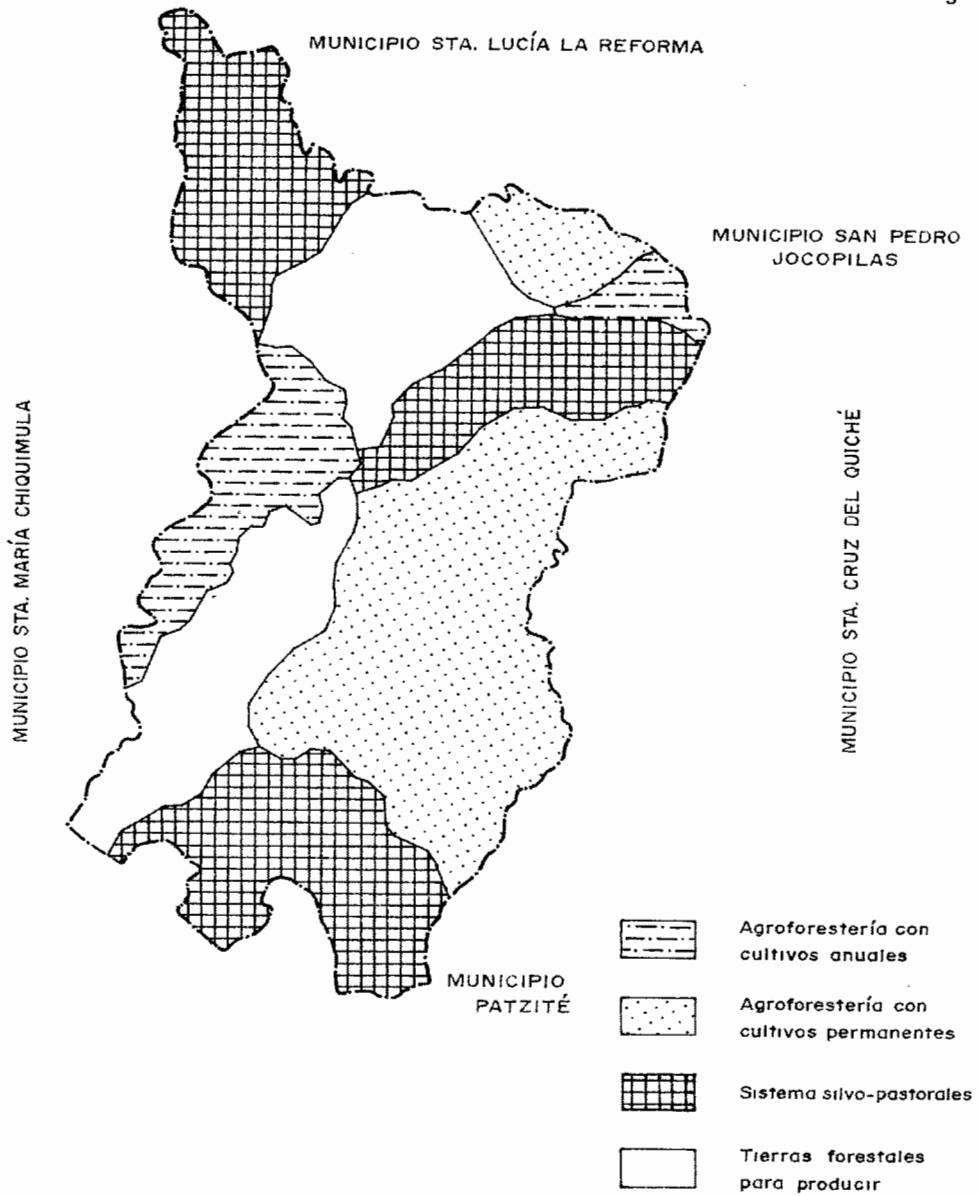 MUNICIPIO STA. LUCÍA LA REFORMA
MUNICIPIO SAN PEDRO
JOCOPILAS
MUNICIPIO STA. MARÍA CHIQUIMULA
MUNICIPIO STA. CRUZ DEL QUICHÉ
MUNICIPIO
PATZITÉ
Agroforestería con
cultivos anuales
Agroforestería con
cultivos permanentes
Sistema silvo-pastorales
Tierras forestales
para producir